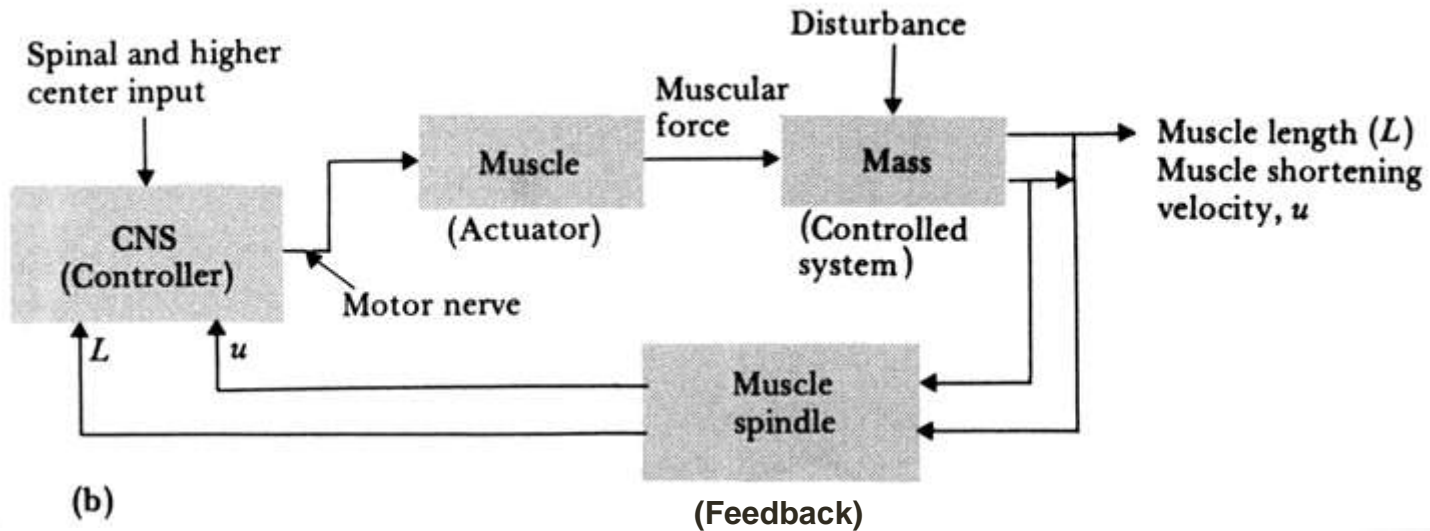 Disturbance
Spinal and higher
center input
Muscular
force
Muscle
(Actuator)
Mass
(Controlled
system)
Muscle length (L)
Muscle shortening
velocity, u
CNS
(Controller)
Motor nerve
L
u
Muscle
spindle
(b)
(Feedback)